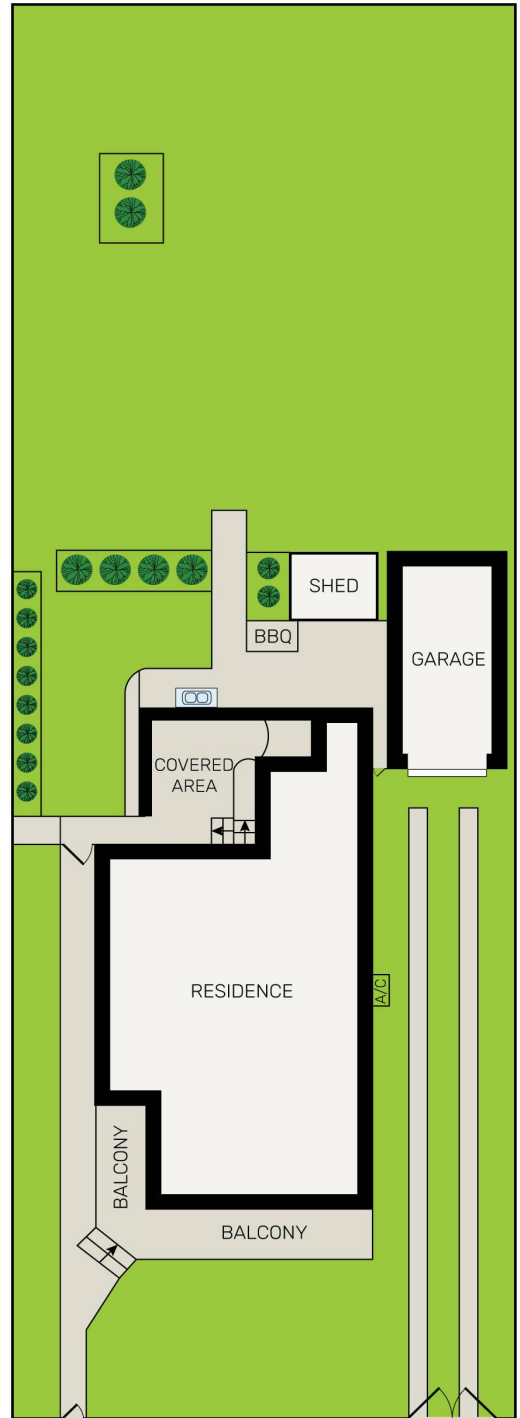 SHED
BBQ
GARAGE
COVERED
AREA
RESIDENCE
A/C
BALCONY
BALCONY